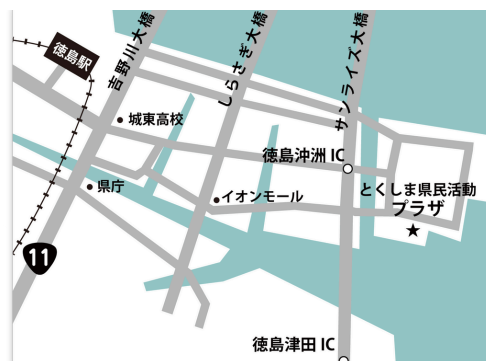 徳島駅
吉野川大橋
しらさぎ大橋
サンライズ大橋
城東高校
徳島沖洲 IC
とくしま県民活動
プラザ
県庁
イオンモール
11
徳島津田 IC